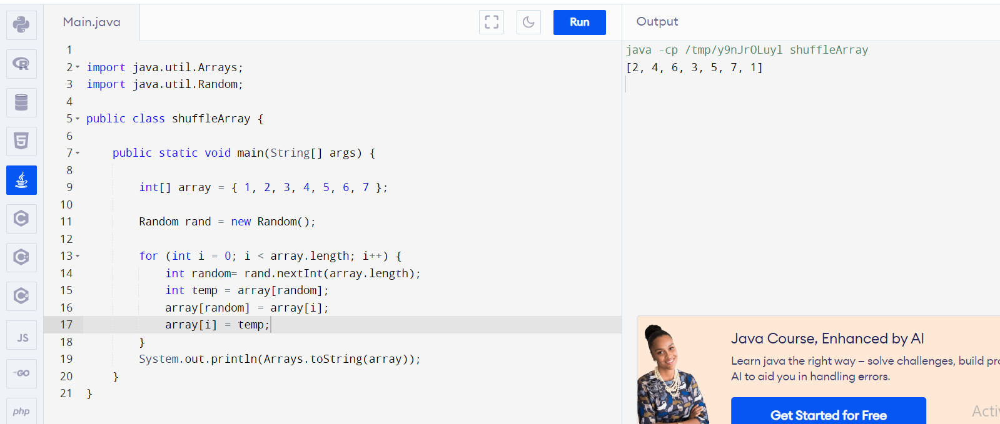 Main.java
Run
Output
1
2 import java.util.Arrays;
3 import java.util.Random;
4
5 public class shuffleArray {
6
7 public static void main(String[] args) {
8
9 int[] array = { 1, 2, 3, 4, 5, 6, 7 };
10
11 Random rand = new Random();
12
13 for (int i = 0; i < array.length; i++) {
14 int random= rand.nextInt(array.length);
15 int temp = array[random];
16 array[random] = array[i];
17 array[i] = temp;
18 }
19 System.out.println(Arrays.toString(array));
20 }
21 }
java -cp /tmp/y9nJrOLuyl shuffleArray
[2, 4, 6, 3, 5, 7, 1]
R
5
C
C
C
JS
GO
php
Java Course, Enhanced by AI
Learn java the right way – solve challenges, build pro
AI to aid you in handling errors.
Get Started for Free
Activ